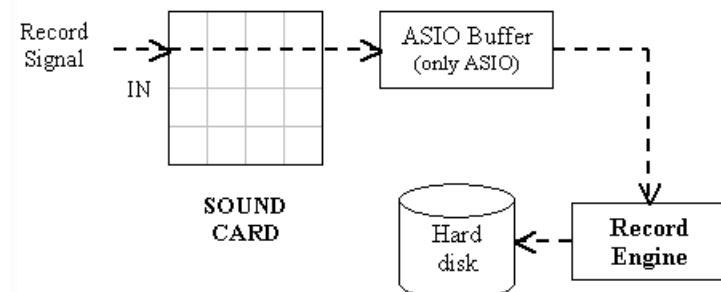 Record
Signal
IN
ASIO Buffer
(only ASIO)
SOUND
CARD
Hard
disk
Record
Engine